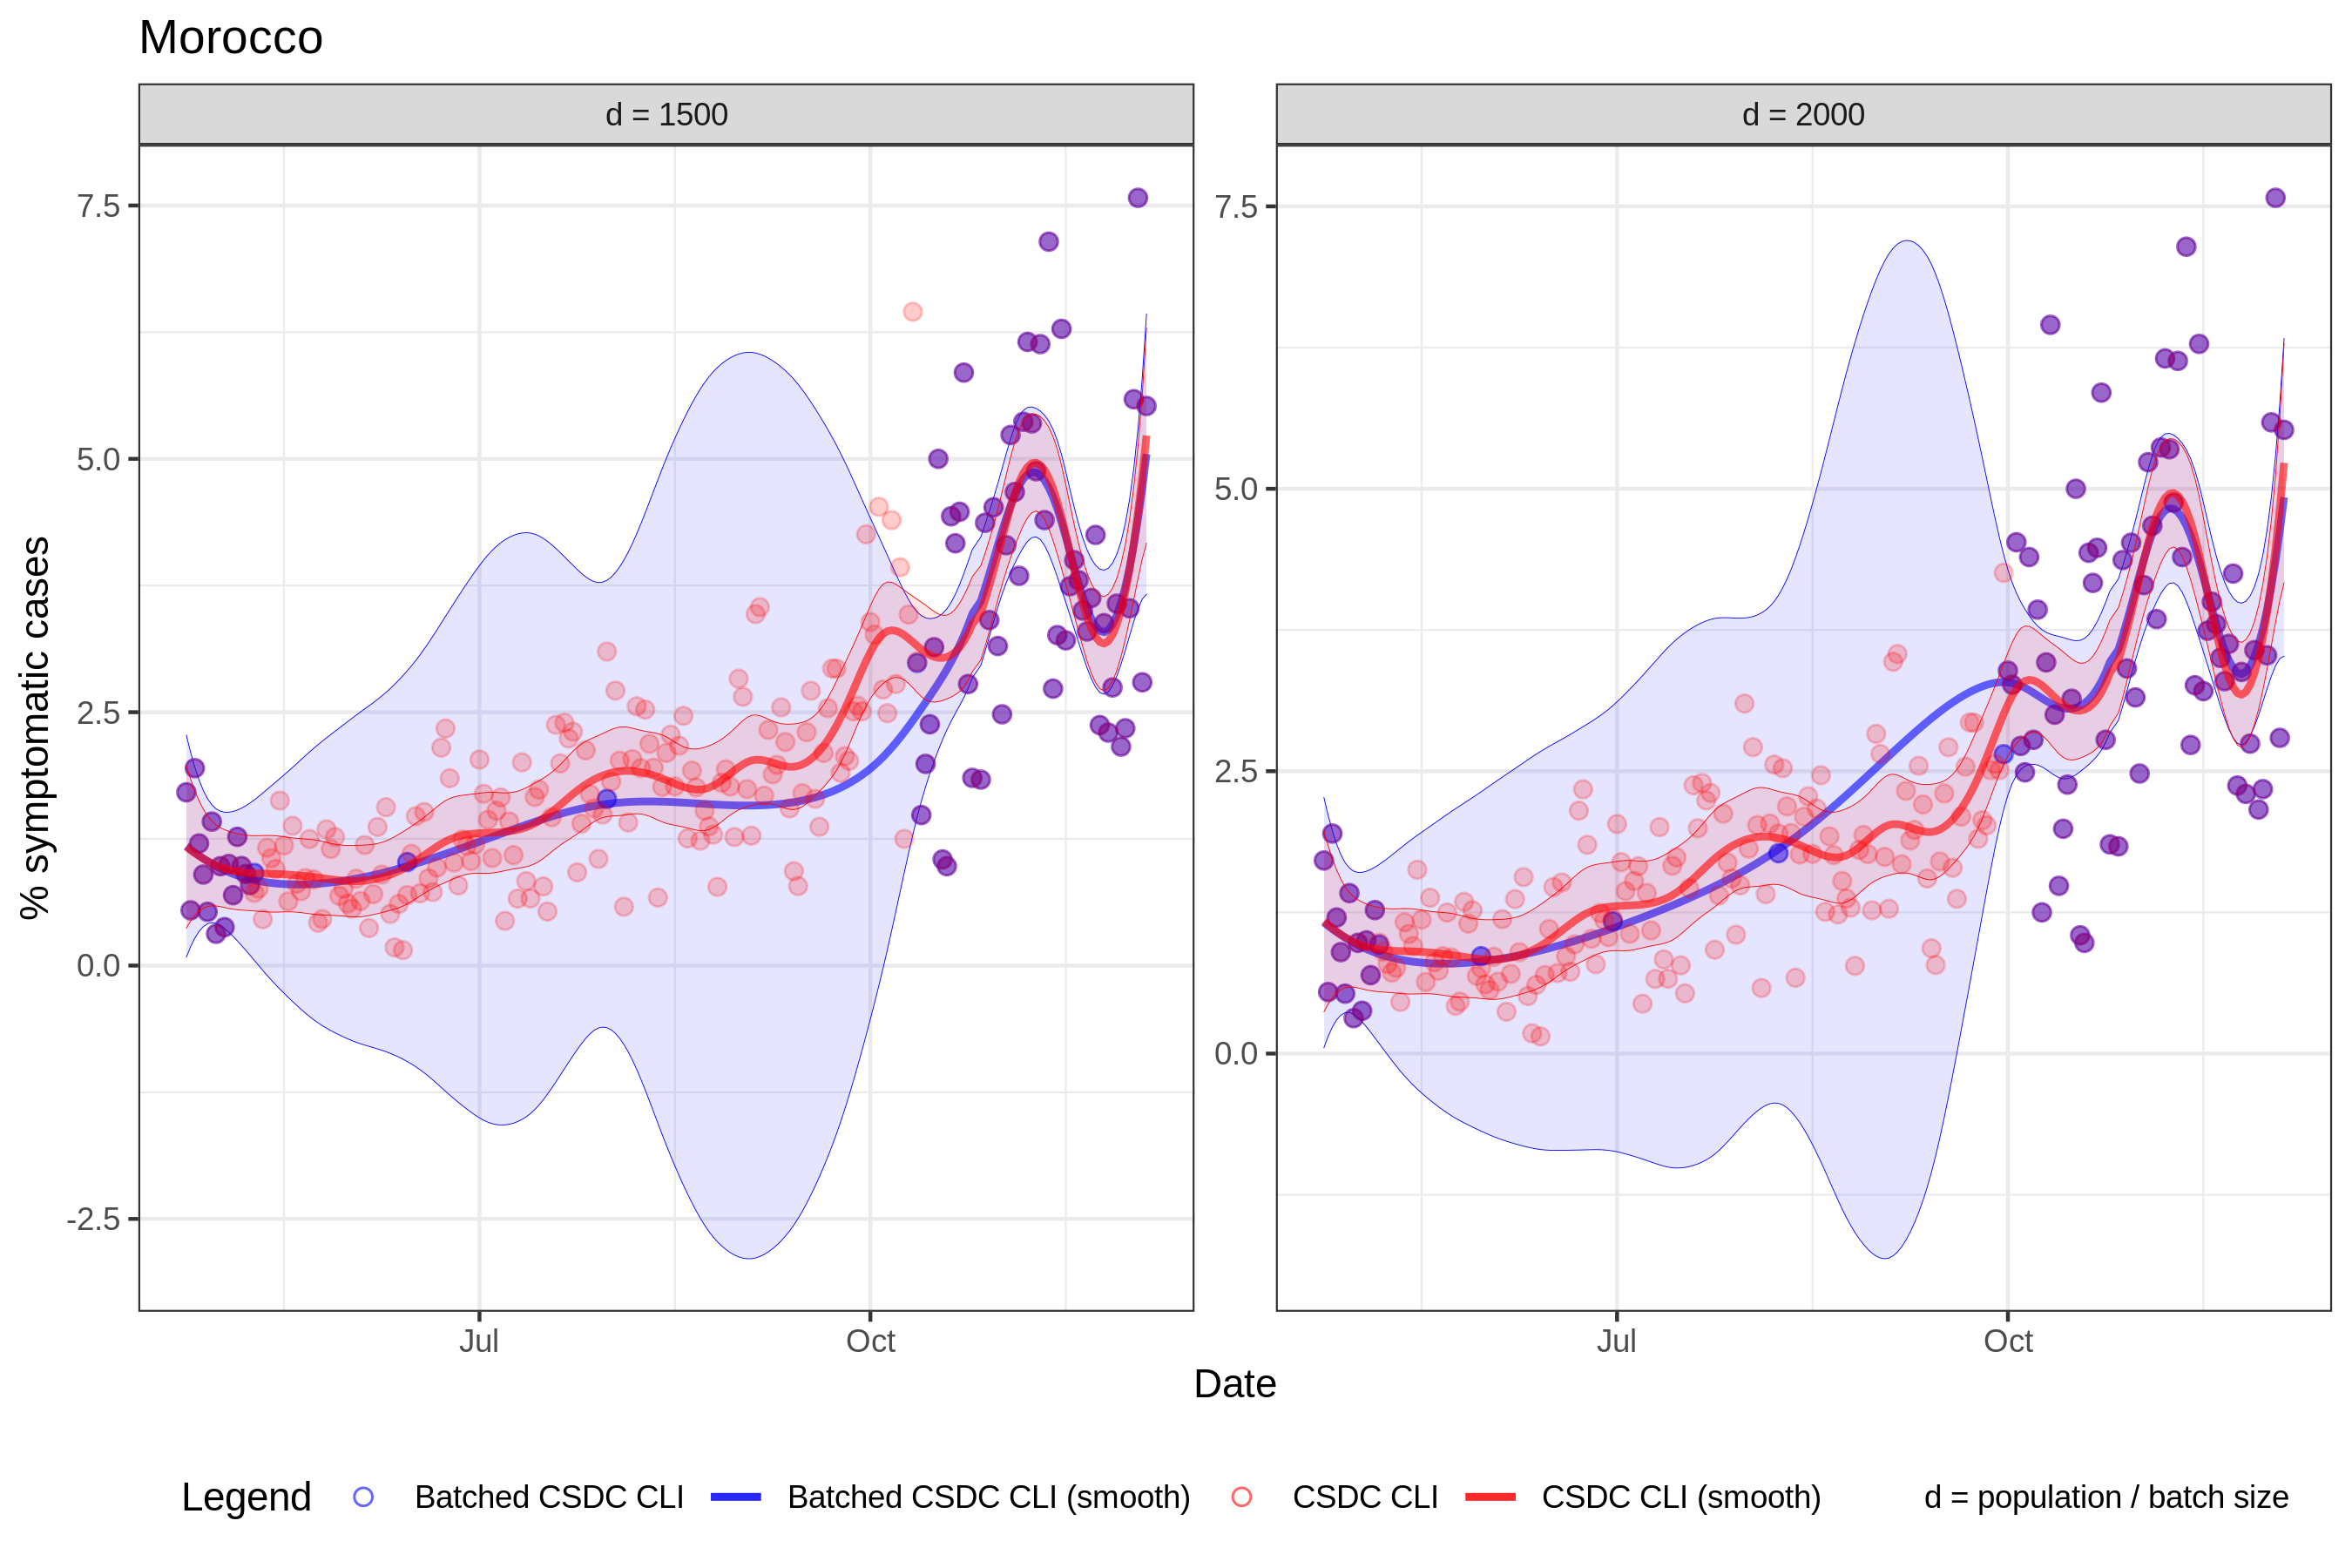 Morocco
d = 1500
d = 2000
% symptomatic cases
7.5
5.0
2.5
0.0
-2.5
7.5
5.0
2.5
0.0
Jul
Oct
Jul
Oct
Date
Legend
Batched CSDC CLI
Batched CSDC CLI (smooth)
CSDC CLI
CSDC CLI (smooth)
d = population / batch size